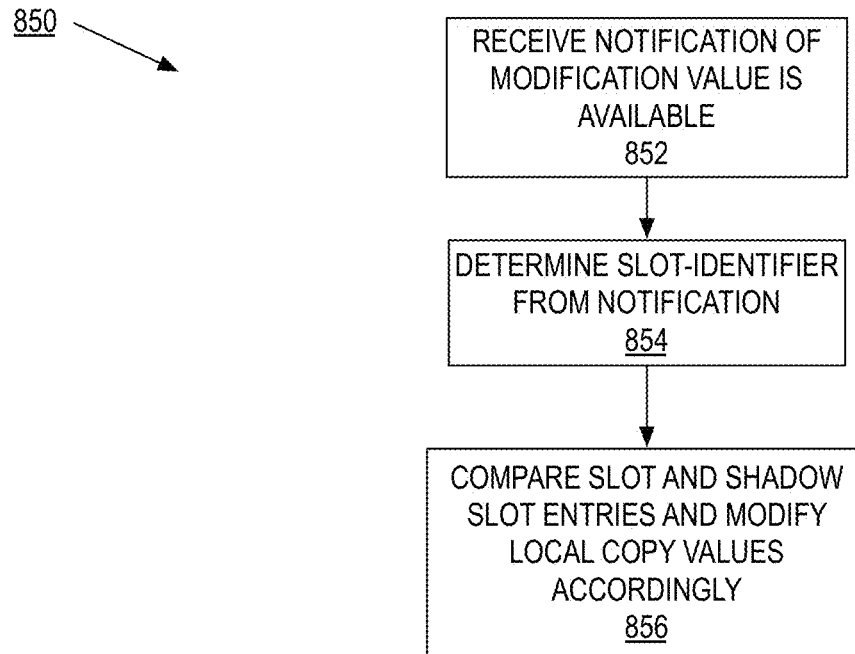 850
RECEIVE NOTIFICATION OF
MODIFICATION VALUE IS
AVAILABLE
852
DETERMINE SLOT-IDENTIFIER
FROM NOTIFICATION
854
COMPARE SLOT AND SHADOW
SLOT ENTRIES AND MODIFY
LOCAL COPY VALUES
ACCORDINGLY
856